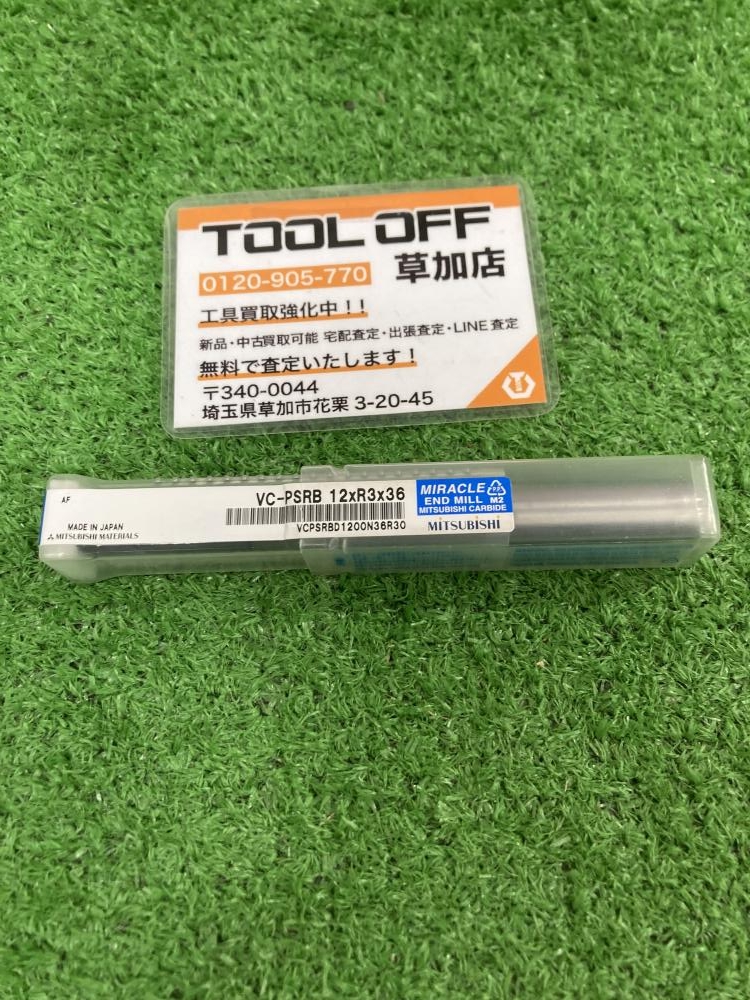 TOOL OFF
0120-905-770 草加店
工具買取強化中!!
新品・中古買取可能 宅配査定・出張査定・LINE査定
無料で査定いたします!
〒340-0044
埼玉県草加市花栗 3-20-45
AF
VC-PSRB 12xR3x36
VCPSRBD1200N36R30
MADE IN JAPAN
MITSUBISHI MATERIALS
MIRACLE PP
END MILL M2
MITSUBISHI CARBIDE
MITSUBISHI